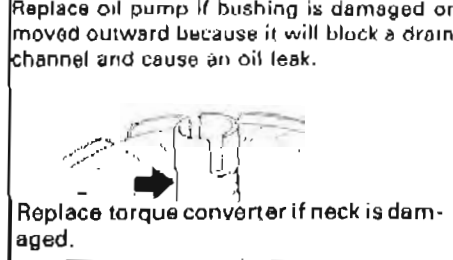 Replace oil pump if bushing is damaged or
moved outward because it will block a drain
channel and cause an oil leak.
Replace torque converter if neck is dam-
aged.